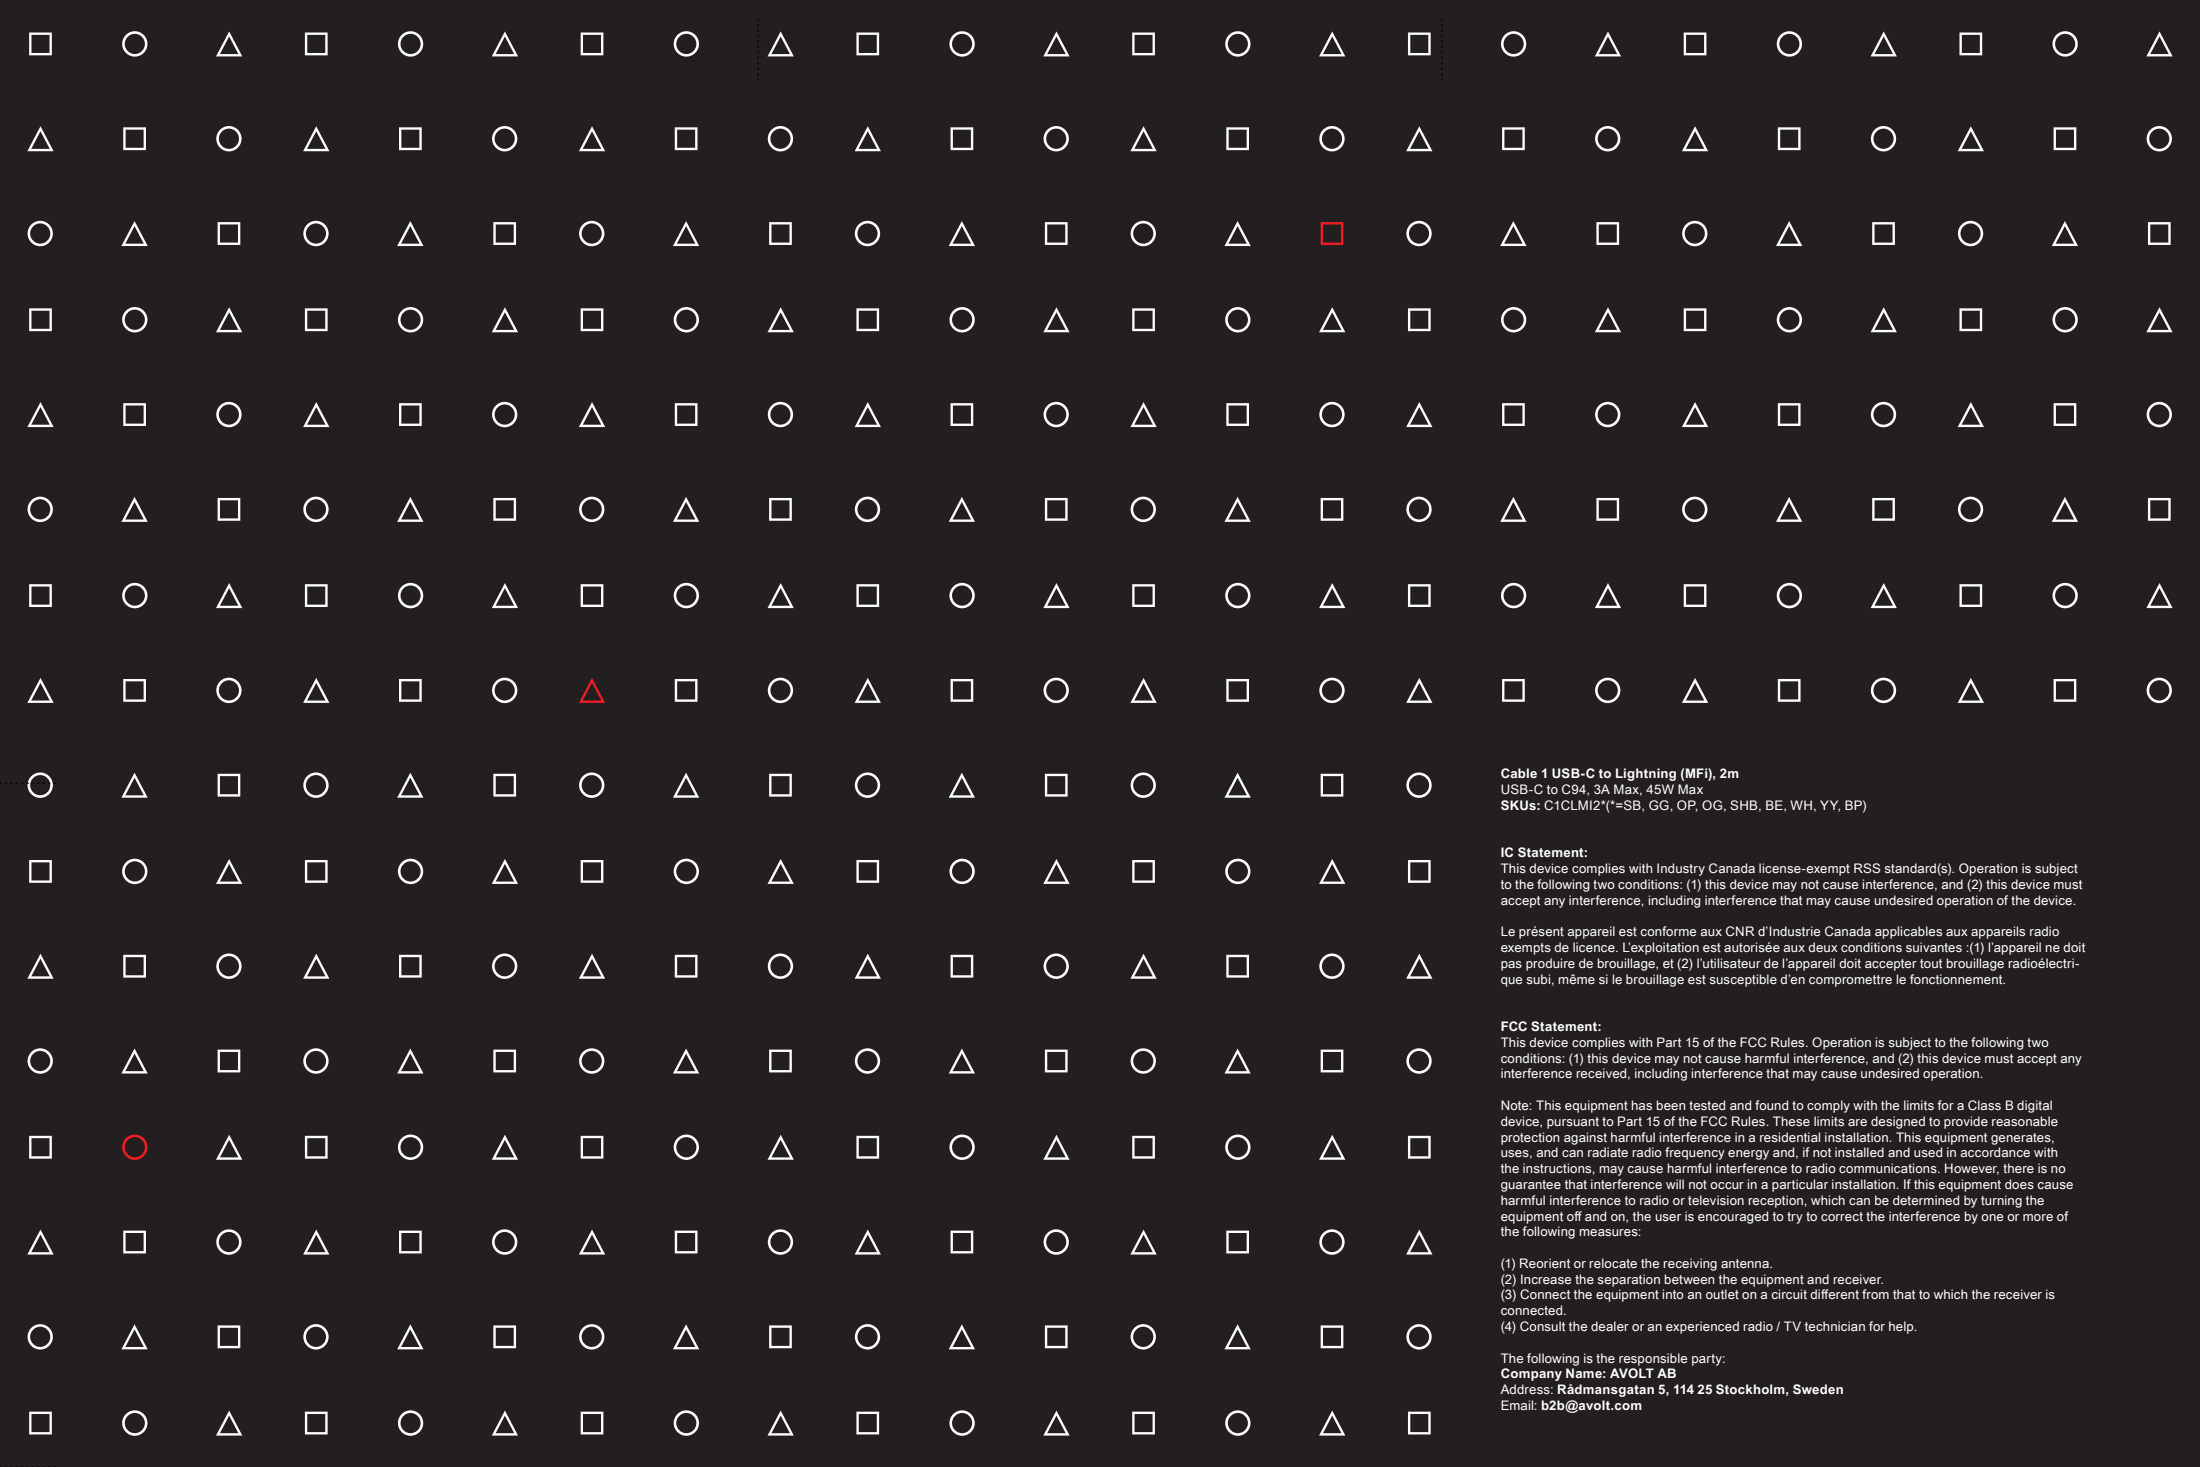 Cable 1 USB-C to Lightning (MFi), 2m
USB-C to C94, 3A Max, 45W Max
SKUs: C1CLMI2*(*=SB, GG, OP, OG, SHB, BE, WH, YY, BP)
IC Statement:
This device complies with Industry Canada license-exempt RSS standard(s). Operation is subject
to the following two conditions: (1) this device may not cause interference, and (2) this device must
accept any interference, including interference that may cause undesired operation of the device.
Le présent appareil est conforme aux CNR d'Industrie Canada applicables aux appareils radio
exempts de licence. L'exploitation est autorisée aux deux conditions suivantes :(1) l'appareil ne doit
pas produire de brouillage, et (2) l'utilisateur de l'appareil doit accepter tout brouillage radioélectri-
que subi, même si le brouillage est susceptible d'en compromettre le fonctionnement.
FCC Statement:
This device complies with Part 15 of the FCC Rules. Operation is subject to the following two
conditions: (1) this device may not cause harmful interference, and (2) this device must accept any
interference received, including interference that may cause undesired operation.
Note: This equipment has been tested and found to comply with the limits for a Class B digital
device, pursuant to Part 15 of the FCC Rules. These limits are designed to provide reasonable
protection against harmful interference in a residential installation. This equipment generates,
uses, and can radiate radio frequency energy and, if not installed and used in accordance with
the instructions, may cause harmful interference to radio communications. However, there is no
guarantee that interference will not occur in a particular installation. If this equipment does cause
harmful interference to radio or television reception, which can be determined by turning the
equipment off and on, the user is encouraged to try to correct the interference by one or more of
the following measures:
(1) Reorient or relocate the receiving antenna.
(2) Increase the separation between the equipment and receiver.
(3) Connect the equipment into an outlet on a circuit different from that to which the receiver is
connected.
(4) Consult the dealer or an experienced radio / TV technician for help.
The following is the responsible party:
Company Name: AVOLT AB
Address: Rådmansgatan 5, 114 25 Stockholm, Sweden
Email: b2b@avolt.com